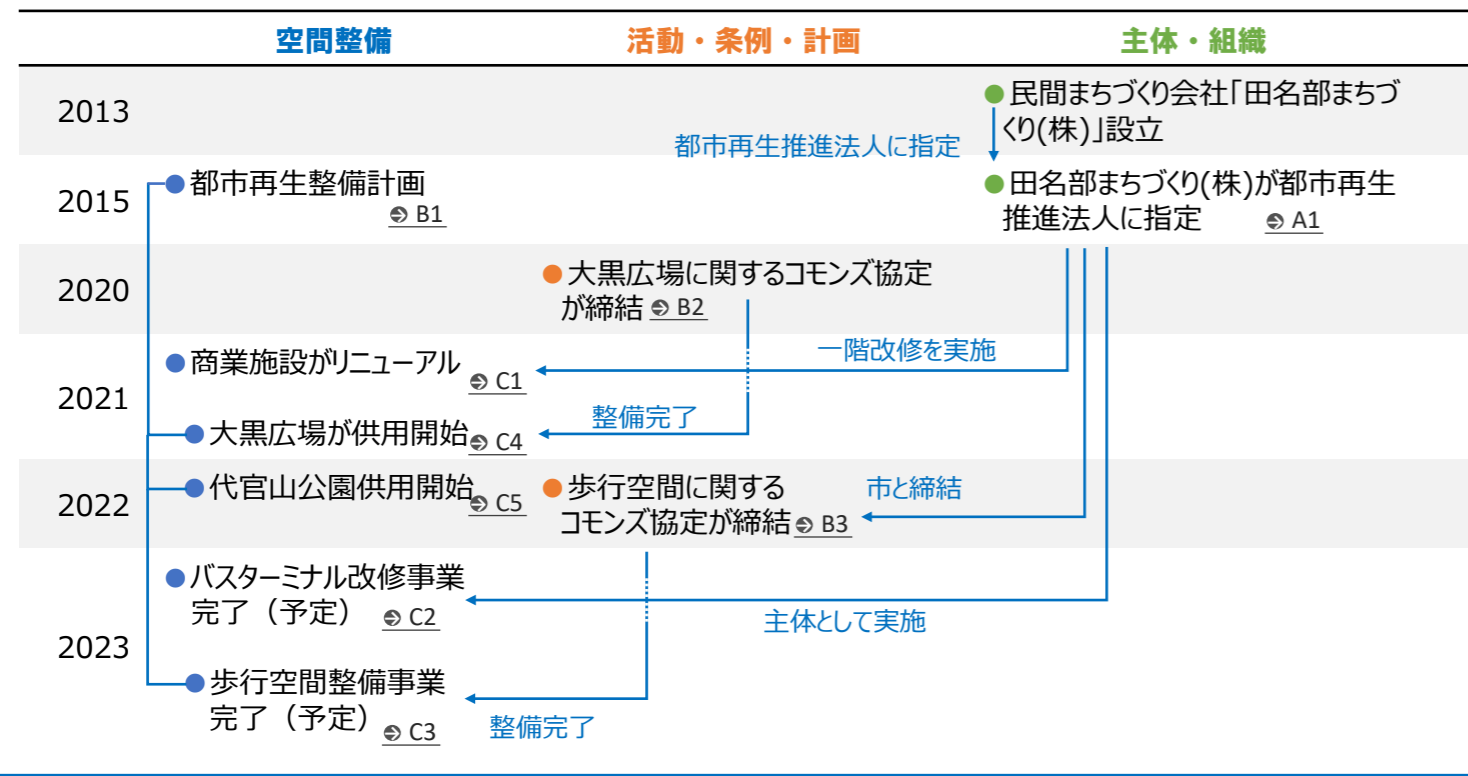 空間整備
活動・条例・計画
主体・組織
2013
●民間まちづくり会社「田名部まちづ
くり(株)」設立
都市再生推進法人に指定
2015
●都市再生整備計画
B1
●田名部まちづくり(株)が都市再生
推進法人に指定 A1
2020
●大黒広場に関するコモンズ協定
が締結 B2
2021
●商業施設がリニューアル C1
一階改修を実施
●大黒広場が供用開始 C4
整備完了
2022
●代官山公園供用開始 C5
●歩行空間に関する
コモンズ協定が締結 B3
市と締結
2023
●バスターミナル改修事業
完了（予定） C2
主体として実施
●歩行空間整備事業
完了（予定） C3
整備完了